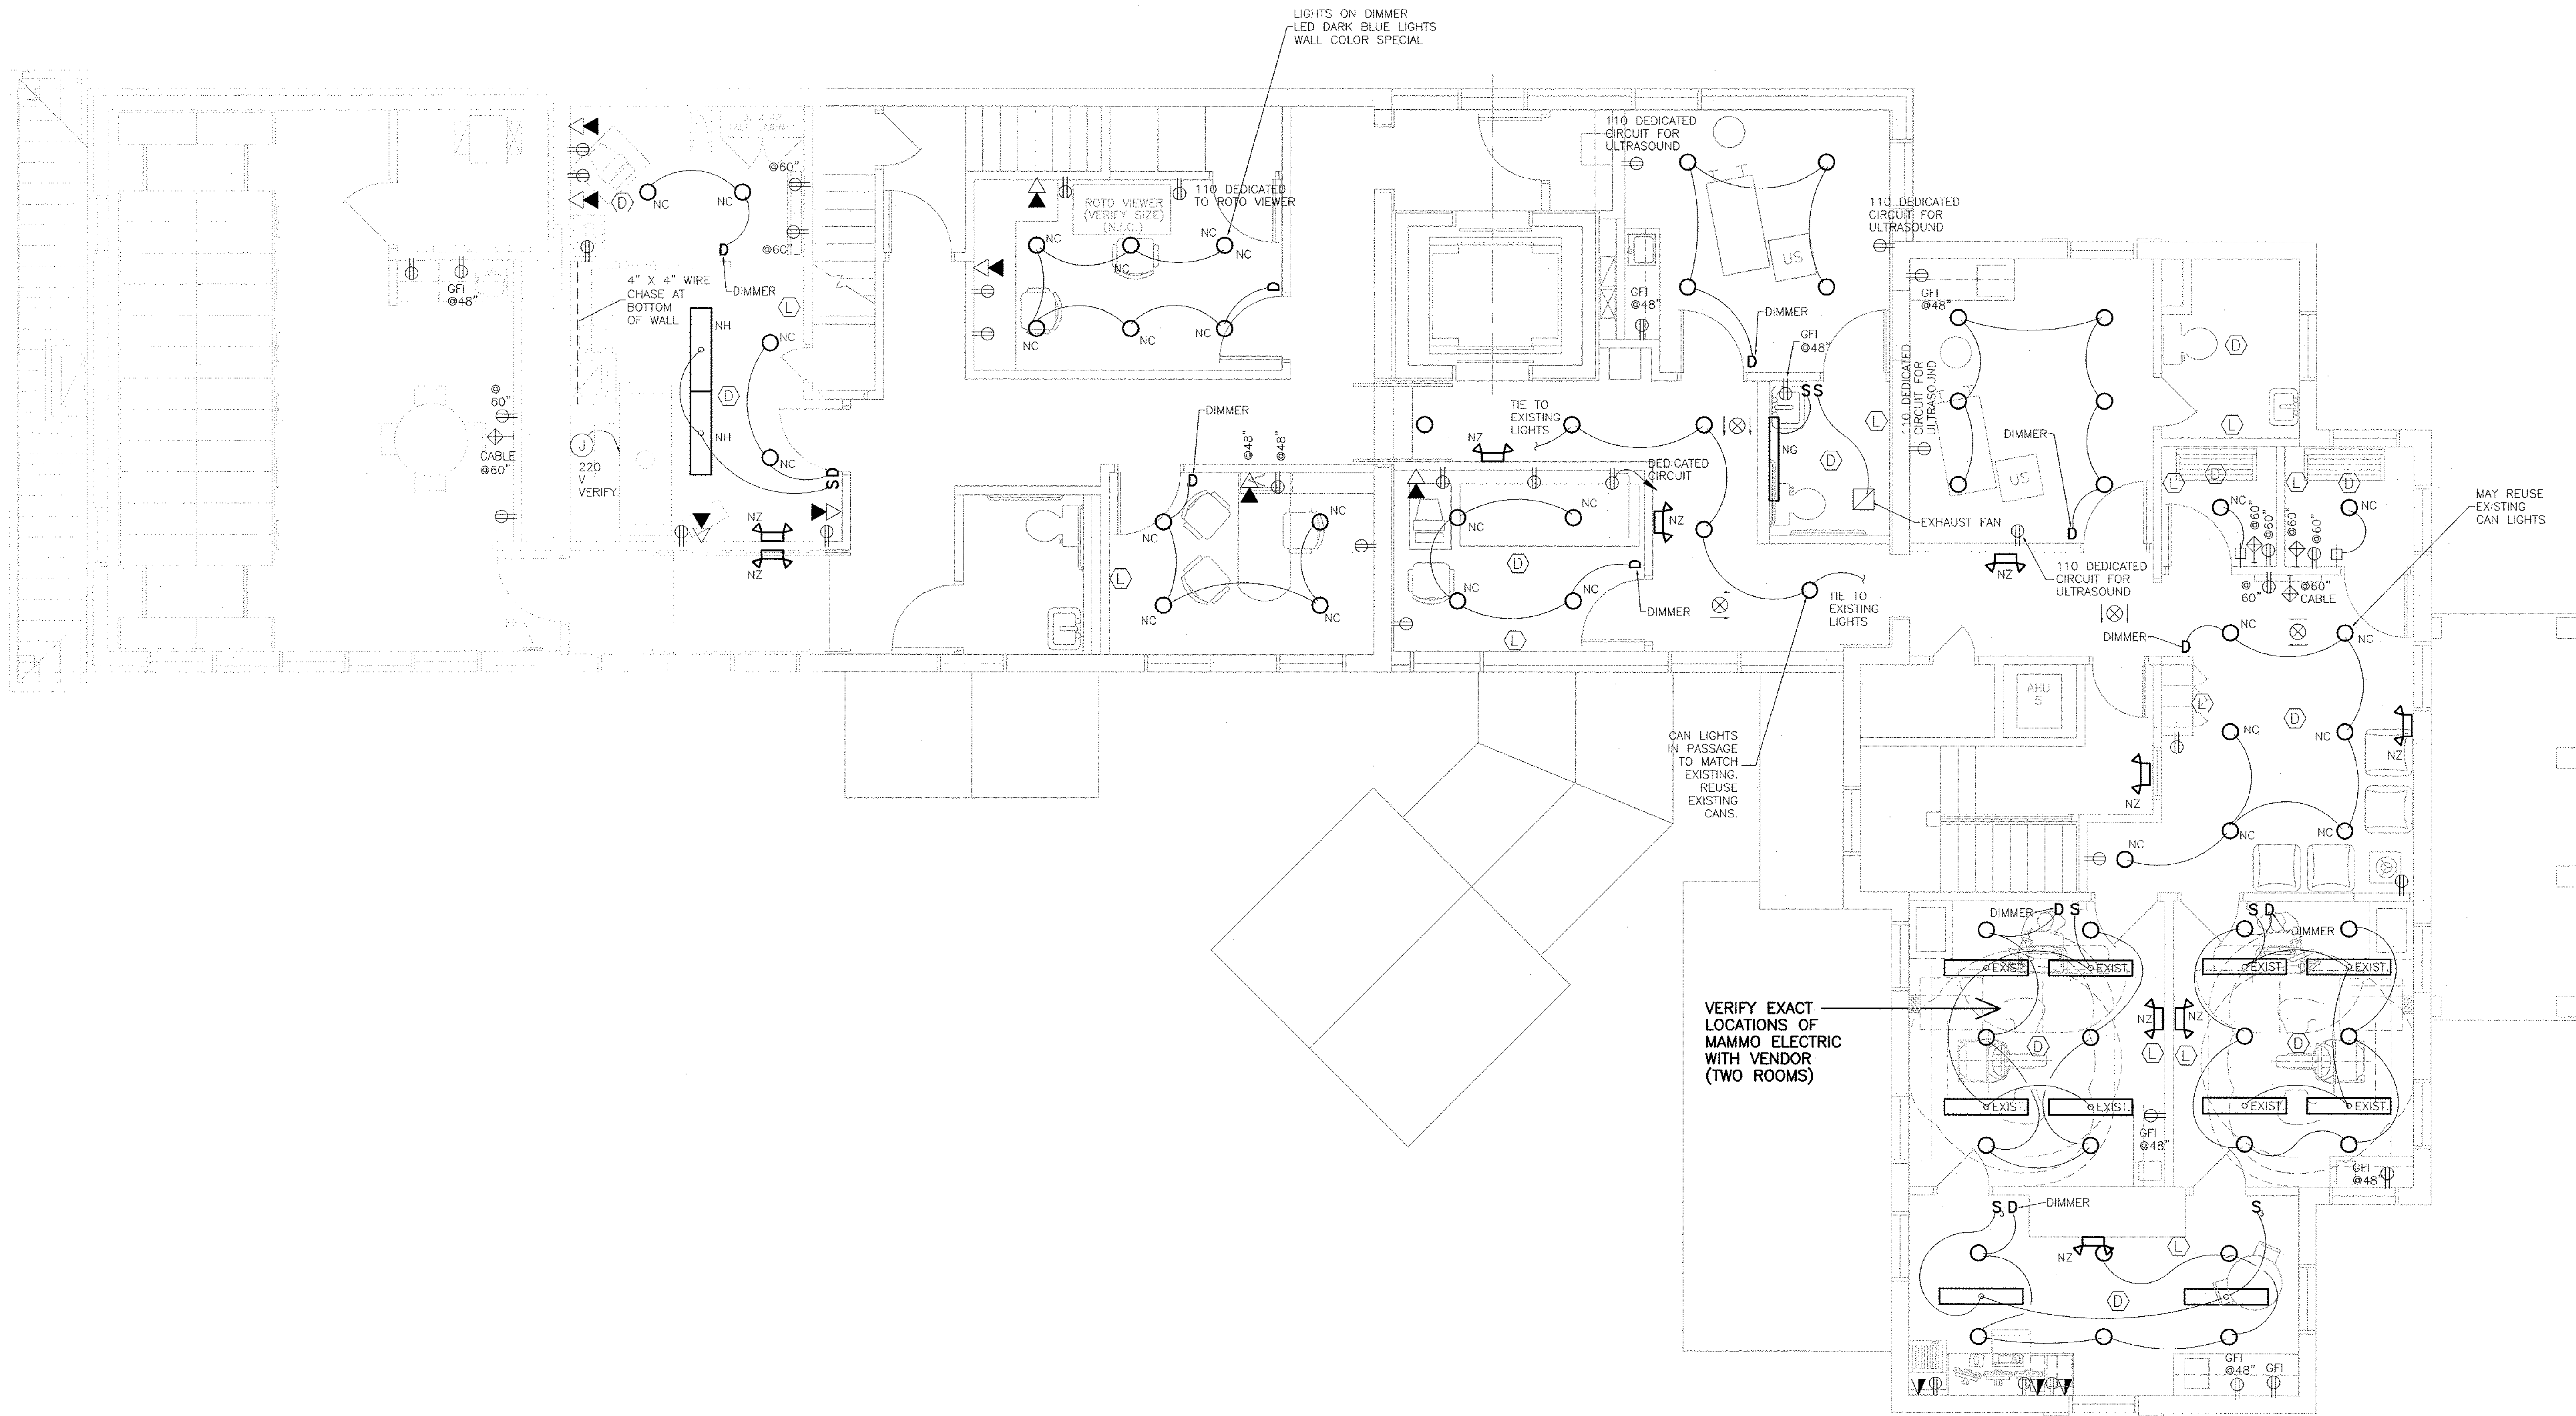 LIGHTS ON DIMMER
LED DARK BLUE LIGHTS
WALL COLOR SPECIAL
110 DEDICATED
CIRCUIT FOR
ULTRASOUND
@60"
NC
NC
D
D
@60"
DIMMER
4" X 4" WIRE
CHASE AT
BOTTOM
OF WALL
GFI
@48"
L
NH
NC
D
NH
NC
S D
@
60"
CABLE
@60"
J
220
V
VERIFY
NZ
NZ
110 DEDICATED
TO ROTO VIEWER
ROTO VIEWER
(VERIFY SIZE)
(N.I.C.)
NC
NC
NC
NC
D
NC
NC
NC
NC
US
GFI
@48"
DIMMER
D
GFI
@48"
110 DEDICATED
CIRCUIT FOR
ULTRASOUND
GFI
@48"
110 DEDICATED
CIRCUIT FOR
ULTRASOUND
D
L
DIMMER
US
D
DIMMER
D
@48"
@48"
NC
NC
NC
NC
L
TIE TO
EXISTING
LIGHTS
NZ
DEDICATED
CIRCUIT
SS
NG
L
D
EXHAUST FAN
NC
NC
NZ
D
NC
NC
D
DIMMER
L
TIE TO
EXISTING
LIGHTS
NZ
110 DEDICATED
CIRCUIT FOR
ULTRASOUND
L
D
L
D
NC
NC
@60"
@60"
@60"
@60"
@
60"
@60"
CABLE
MAY REUSE
EXISTING
CAN LIGHTS
DIMMER
D
NC
NC
AHU
5
L
D
NC
NC
NZ
NZ
NC
NC
NC
CAN LIGHTS
IN PASSAGE
TO MATCH
EXISTING.
REUSE
EXISTING
CANS.
DIMMER
D S
S D
DIMMER
EXIST.
EXIST.
EXIST.
EXIST.
VERIFY EXACT
LOCATIONS OF
MAMMO ELECTRIC
WITH VENDOR
(TWO ROOMS)
NZ
NZ
D
L
L
D
EXIST.
EXIST.
EXIST.
EXIST.
GFI
@48"
GFI
@48"
S3 D
DIMMER
S3
NZ
L
D
GFI
@48"
GFI